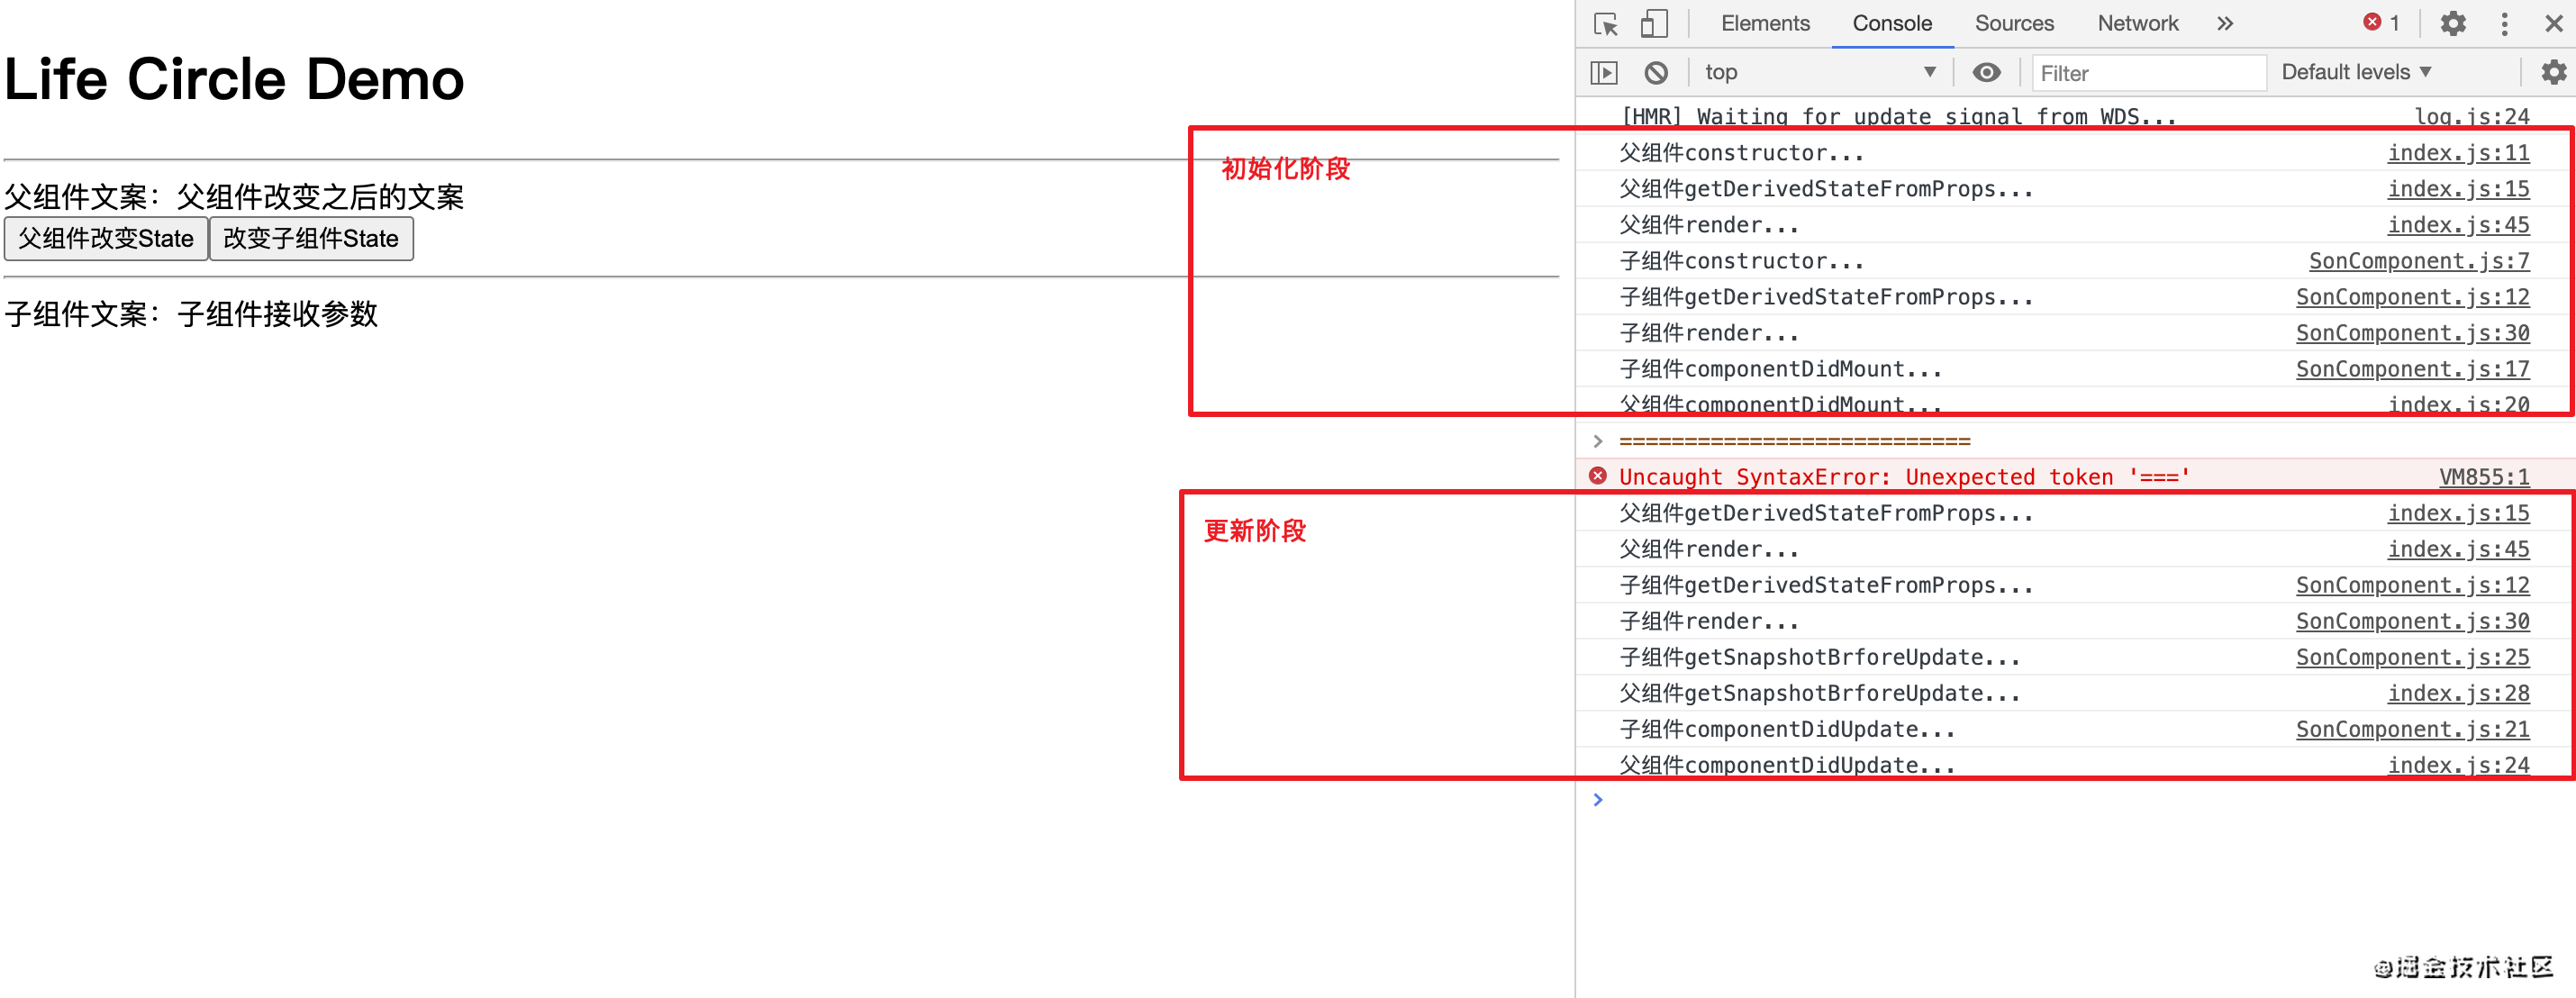 Life Circle Demo
父组件文案：父组件改变之后的文案
父组件改变State 改变子组件State
子组件文案：子组件接收参数
初始化阶段
更新阶段
Elements Console Sources Network » 1
top Filter Default levels
[HMR] Waiting for update signal from WDS... log.js:24
父组件constructor... index.js:11
父组件getDerivedStateFromProps... index.js:15
父组件render... index.js:45
子组件constructor... SonComponent.js:7
子组件getDerivedStateFromProps... SonComponent.js:12
子组件render... SonComponent.js:30
子组件componentDidMount... SonComponent.js:17
父组件componentDidMount... index.js:20
> ===========================
Uncaught SyntaxError: Unexpected token '===' VM855:1
父组件getDerivedStateFromProps... index.js:15
父组件render... index.js:45
子组件getDerivedStateFromProps... SonComponent.js:12
子组件render... SonComponent.js:30
子组件getSnapshotBrforeUpdate... SonComponent.js:25
父组件getSnapshotBrforeUpdate... index.js:28
子组件componentDidUpdate... SonComponent.js:21
父组件componentDidUpdate... index.js:24
>
@掘金技术社区